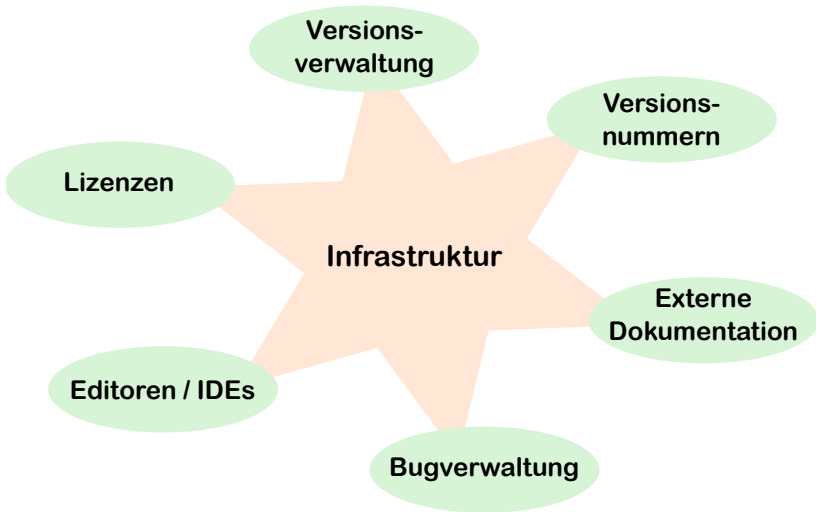 Versions-
verwaltung
Versions-
nummern
Lizenzen
Infrastruktur
Externe
Dokumentation
Editoren / IDEs
Bugverwaltung